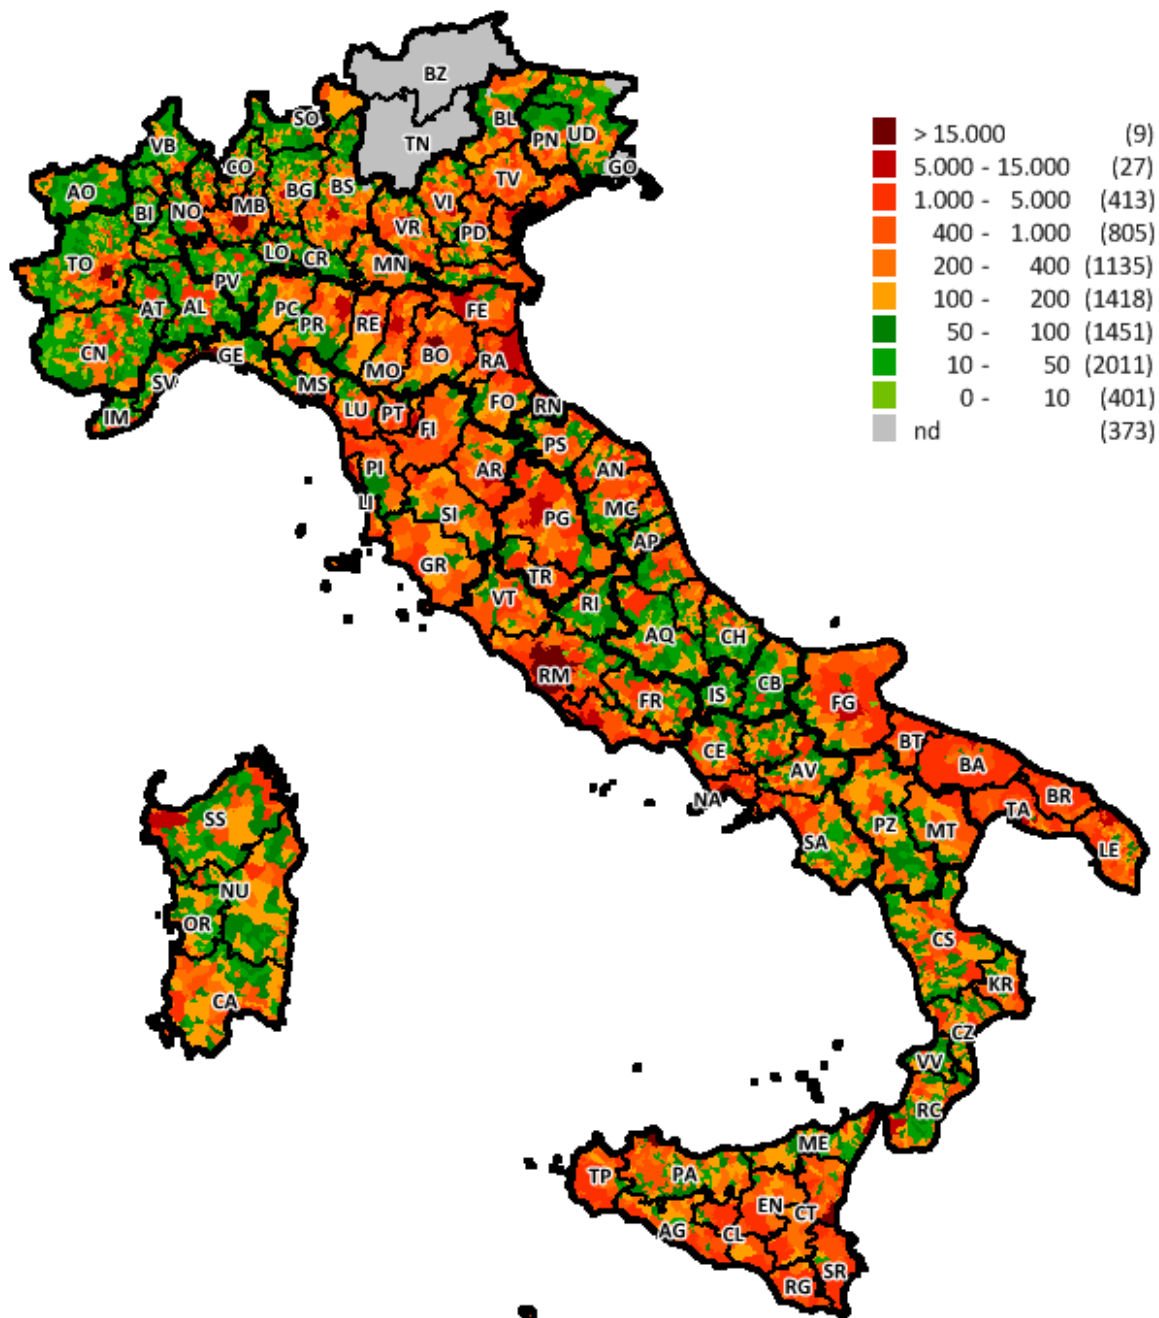 BZ
SO
BL
TN
PN UD
VB
CO
GO
AO
BG BS
TV
BI NO MB
VI
VR PD
TO
LO CR MN
PV
AT AL
PC PR RE FE
CN
GE
MO BO RA
SV
MS
FO RN
IM
LU PT FI
PS
PI AR AN
LI SI PG MC
AP
GR TR
VT RI
AQ CH
RM
IS CB
FR FG
CE BT
AV BA
NA BR
SS PZ TA
SA MT LE
NU
OR
CS
CA KR
CZ
VV
RC
ME
TP PA
EN CT
AG CL
SR
RG
> 15.000 (9)
5.000 - 15.000 (27)
1.000 - 5.000 (413)
400 - 1.000 (805)
200 - 400 (1135)
100 - 200 (1418)
50 - 100 (1451)
10 - 50 (2011)
0 - 10 (401)
nd (373)